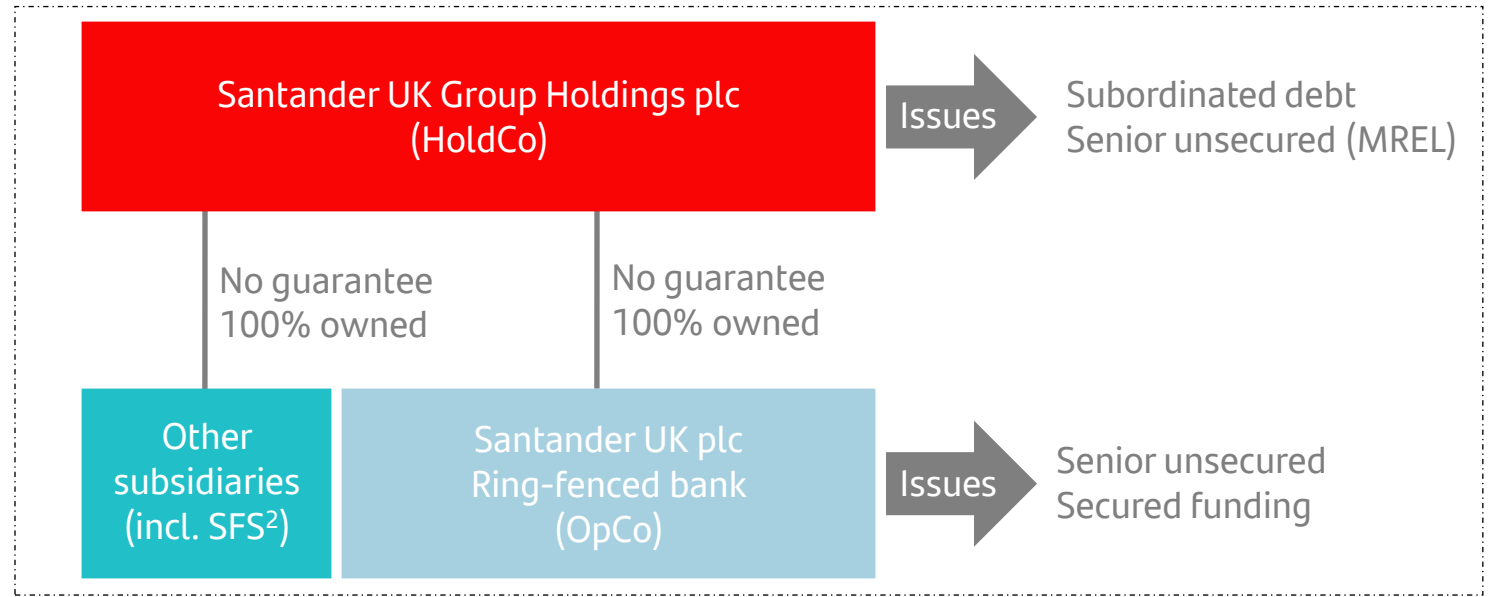 Santander UK Group Holdings plc
(HoldCo)
Issues
Subordinated debt
Senior unsecured (MREL)
No guarantee
100% owned
No guarantee
100% owned
Other
subsidiaries
(incl. SFS²)
Santander UK plc
Ring-fenced bank
(OpCo)
Issues
Senior unsecured
Secured funding